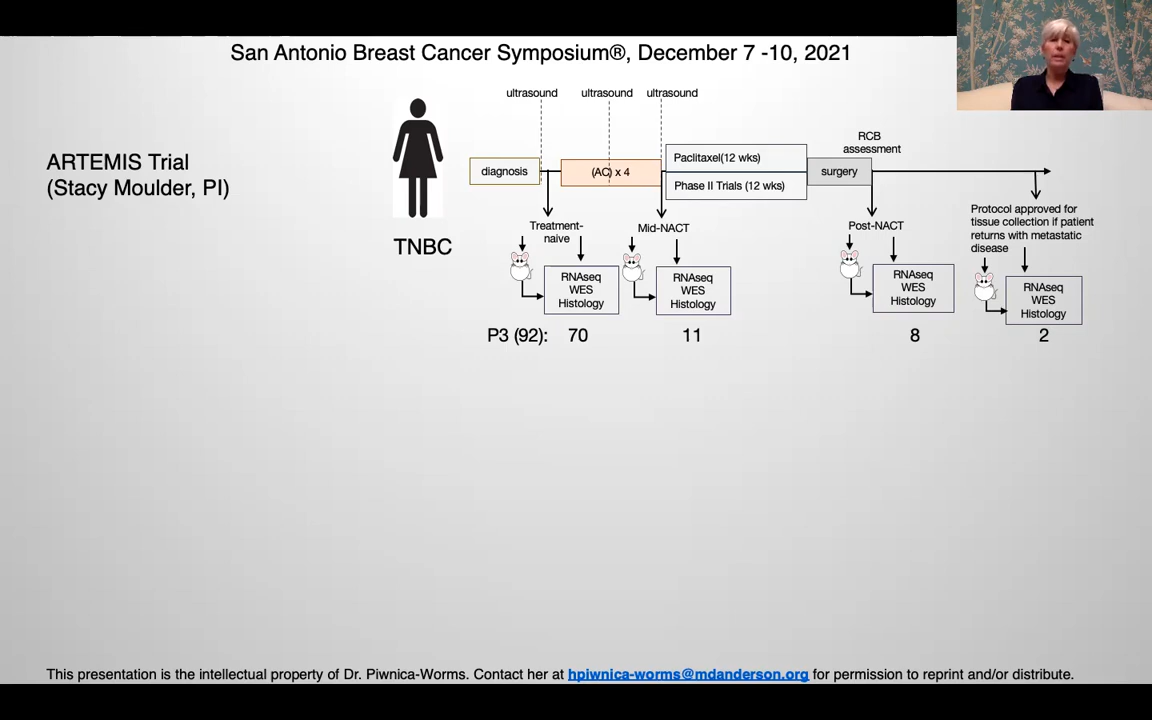 San Antonio Breast Cancer Symposium®, December 7 -10, 2021
ultrasound
ultrasound
ultrasound
ARTEMIS Trial
(Stacy Moulder, PI)
TNBC
diagnosis
(AC) x 4
Paclitaxel(12 wks)
Phase II Trials (12 wks)
surgery
RCB
assessment
Treatment-
naive
Mid-NACT
Post-NACT
Protocol approved for
tissue collection if patient
returns with metastatic
disease
RNAseq
WES
Histology
RNAseq
WES
Histology
RNAseq
WES
Histology
RNAseq
WES
Histology
P3 (92): 70 11 8 2
This presentation is the intellectual property of Dr. Piwnica-Worms. Contact her at hpiwnica-worms@mdanderson.org for permission to reprint and/or distribute.